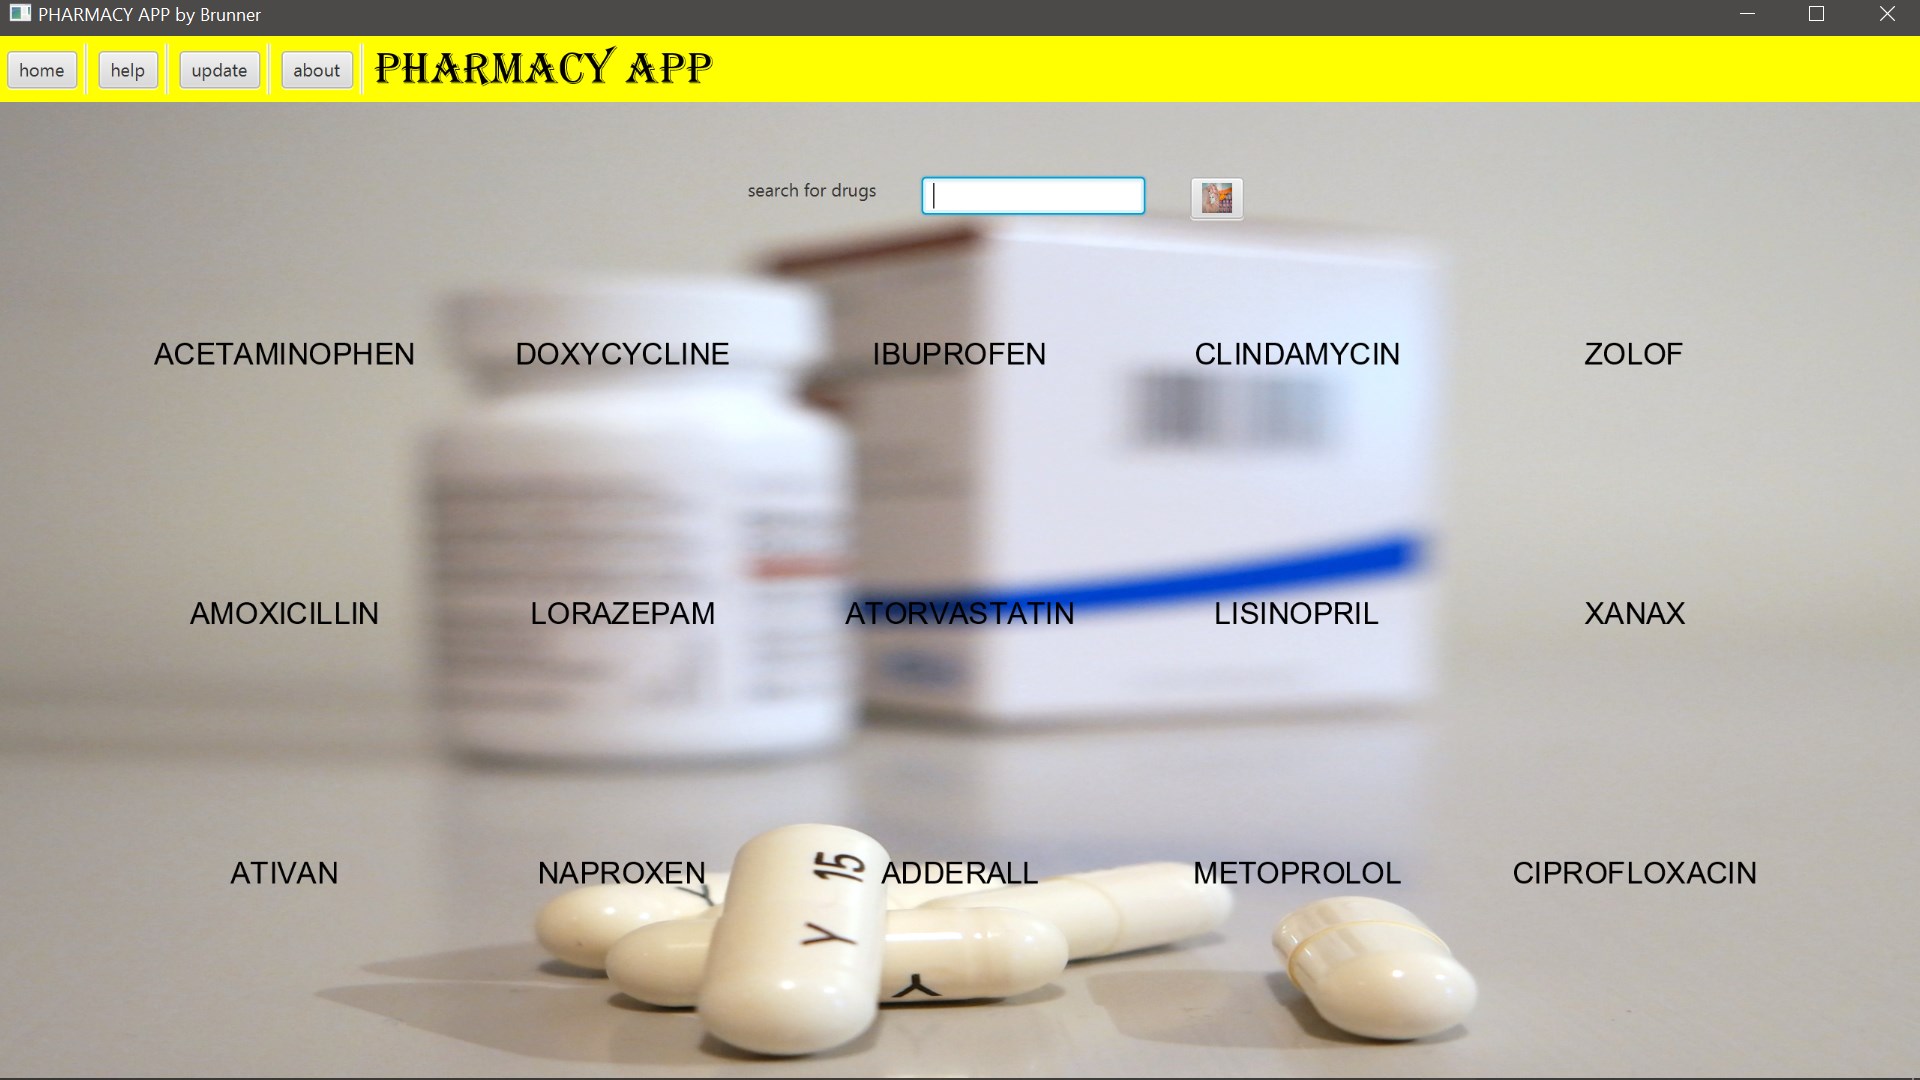 PHARMACY APP by Brunner
home help update about PHARMACY APP
search for drugs
ACETAMINOPHEN DOXYCYCLINE IBUPROFEN CLINDAMYCIN ZOLOF
AMOXICILLIN LORAZEPAM ATORVASTATIN LISINOPRIL XANAX
ATIVAN NAPROXEN ADDERALL METOPROLOL CIPROFLOXACIN
Y 15
Y
Y